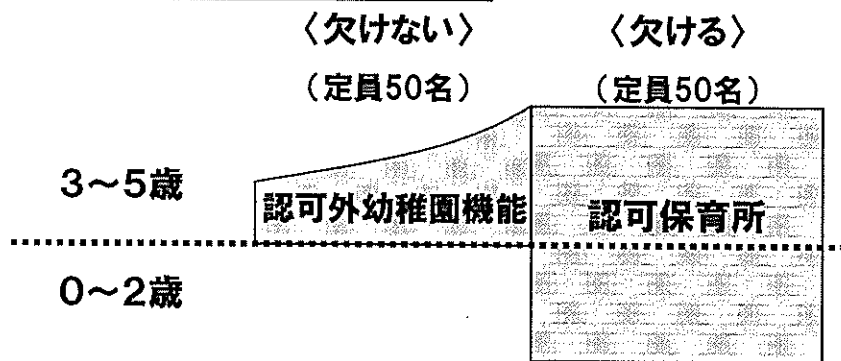 〈欠けない〉 〈欠ける〉
(定員50名) (定員50名)
3～5歳
認可外幼稚園機能 認可保育所
0～2歳